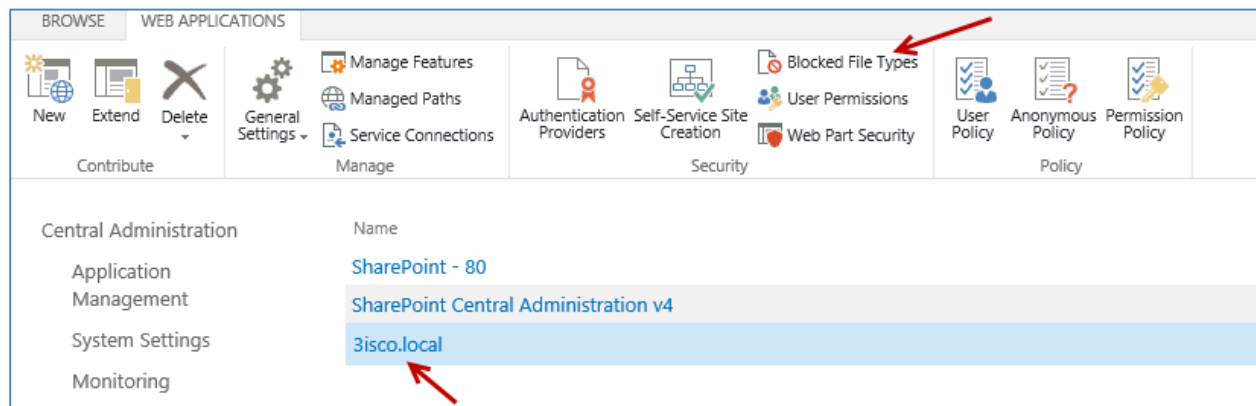 BROWSE WEB APPLICATIONS
New
Extend
Delete
General
Settings
Manage Features
Managed Paths
Service Connections
Authentication
Providers
Self-Service Site
Creation
Blocked File Types
User Permissions
Web Part Security
User
Policy
Anonymous
Policy
Permission
Policy
Contribute
Manage
Security
Policy
Central Administration
Application
Management
System Settings
Monitoring
Name
SharePoint - 80
SharePoint Central Administration v4
3isco.local